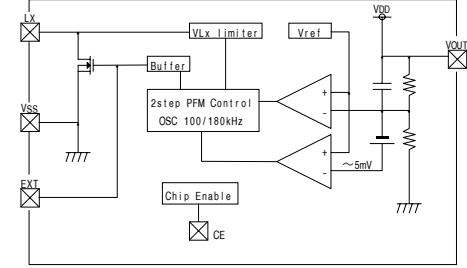 LX
VLx limiter
Vref
VDD
VOUT
Buffer
2step PFM Control
OSC 100/180kHz
+
-
VSS
+
-
～5mV
EXT
Chip Enable
CE